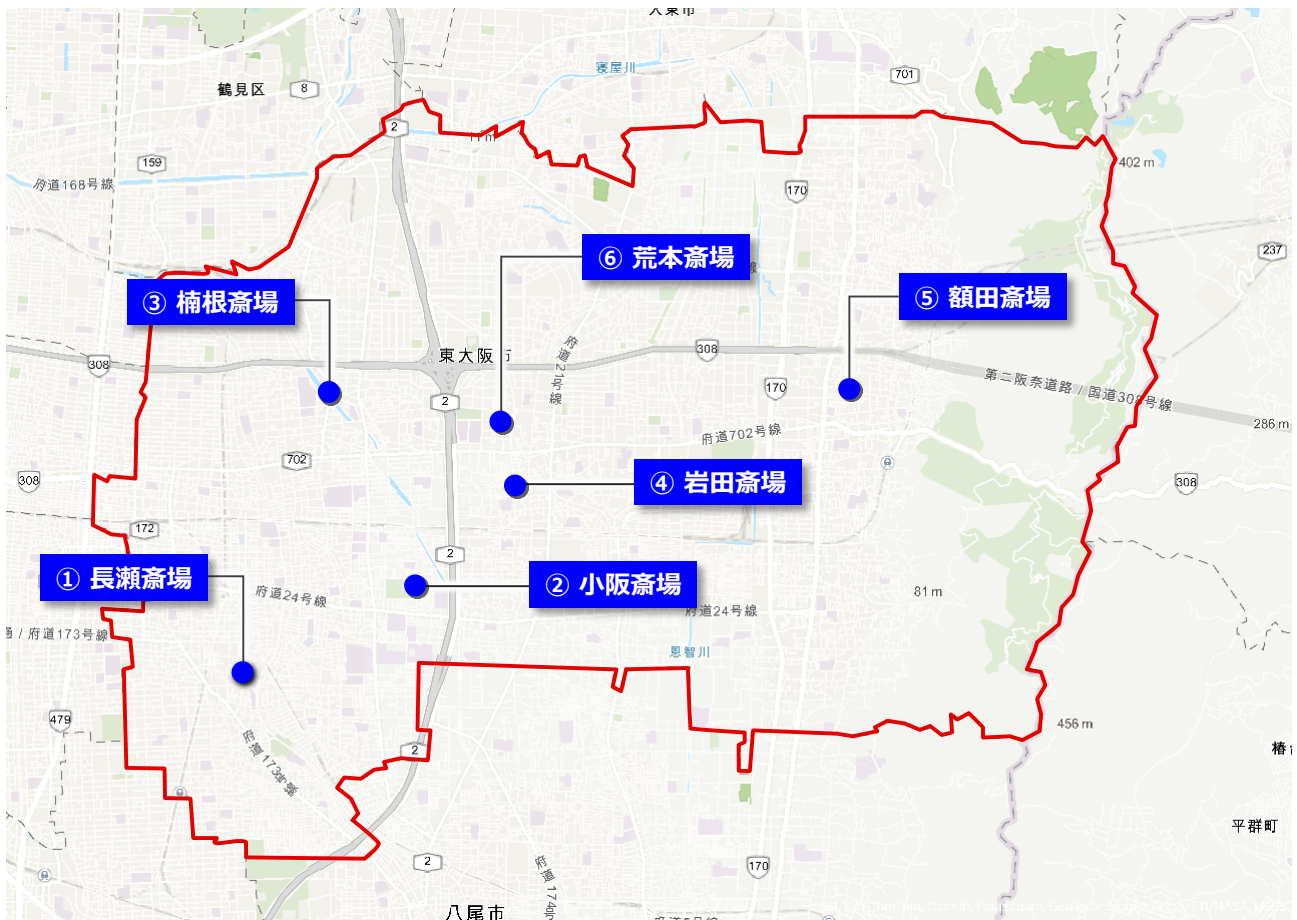 大東市
寝屋川
701
鶴見区
8
2
17m
159
402 m
府道168号線
170
237
⑥ 荒本斎場
③ 楠根斎場
⑤ 額田斎場
東大阪市
府道21号線
308
308
170
第二阪奈道路 / 国道308号線
2
286 m
府道702号線
702
④ 岩田斎場
308
308
172
2
① 長瀬斎場
② 小阪斎場
府道24号線
81 m
府道24号線
/ 府道173号線
恩智川
479
456 m
2
府道173号線
平群町
2
170
府道174号
八尾市